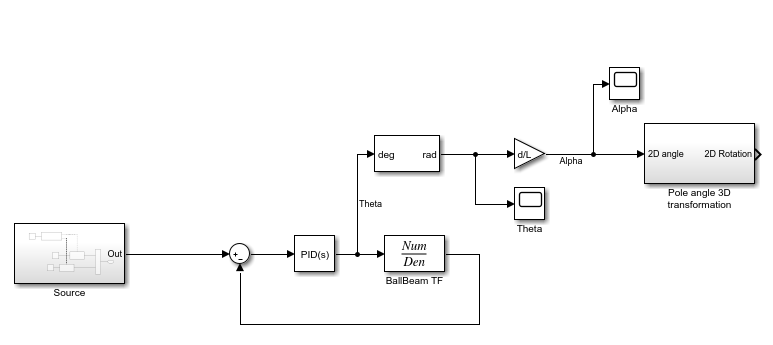 Alpha
deg
rad
d/L
Alpha
2D angle
2D Rotation
Pole angle 3D
transformation
Theta
Theta
Out
Source
+
-
PID(s)
Num
Den
BallBeam TF